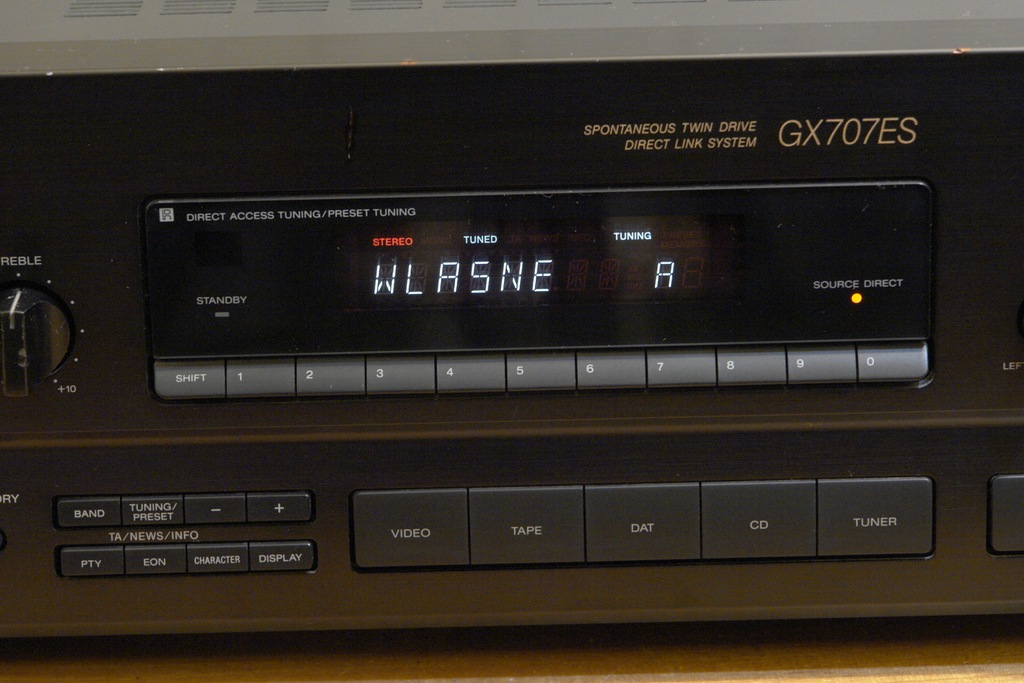 SPONTANEOUS TWIN DRIVE
DIRECT LINK SYSTEM
GX707ES
R DIRECT ACCESS TUNING/PRESET TUNING
STEREO TUNED TUNING
WLASNE A
STANDBY
SOURCE DIRECT
REBLE
+10
LEF
SHIFT 1 2 3 4 5 6 7 8 9 0
ORY
BAND TUNING/PRESET − +
TA/NEWS/INFO
PTY EON CHARACTER DISPLAY
VIDEO TAPE DAT CD TUNER